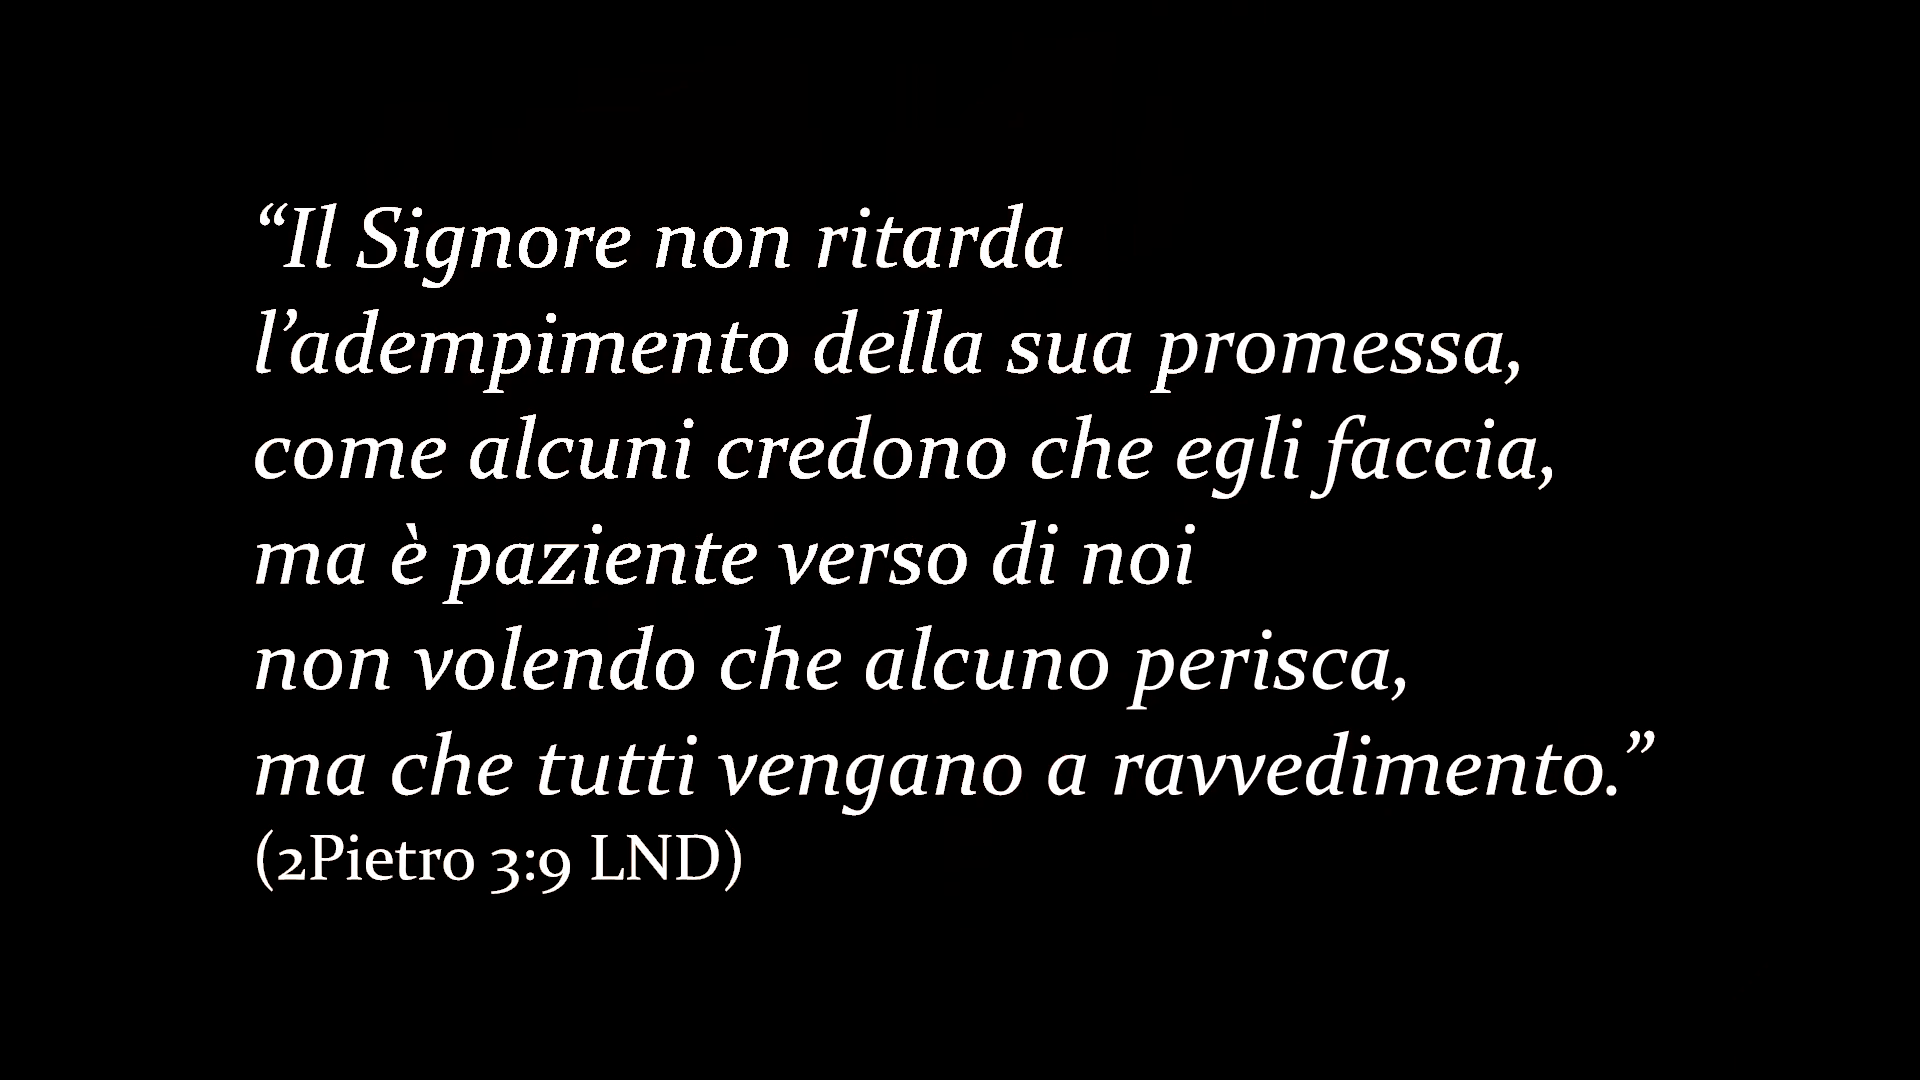 “Il Signore non ritarda
l’adempimento della sua promessa,
come alcuni credono che egli faccia,
ma è paziente verso di noi
non volendo che alcuno perisca,
ma che tutti vengano a ravvedimento.”
(2Pietro 3:9 LND)